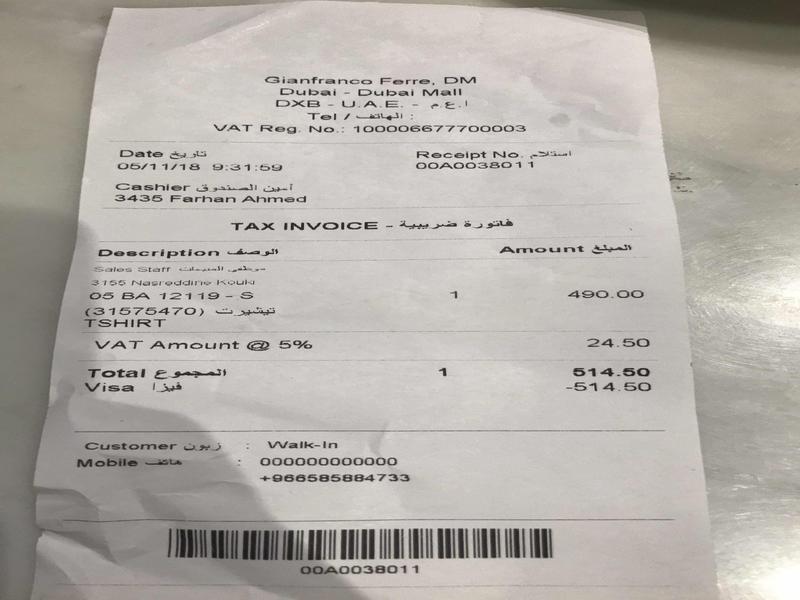 Gianfranco Ferre, DM
Dubai - Dubai Mall
DXB - U.A.E. - ا.ع.م
Tel / الهاتف :
VAT Reg. No.: 100006677700003
Date تاريخ
05/11/18 9:31:59
Receipt No. استلام
00A0038011
Cashier أمين الصندوق
3435 Farhan Ahmed
TAX INVOICE - فاتورة ضريبية
Description الوصف Amount المبلغ
Sales Staff موظفي المبيعات
3155 Nasreddine Kouki
05 BA 12119 - S 1 490.00
(31575470) تيشيرت
TSHIRT
VAT Amount @ 5% 24.50
Total المجموع 1 514.50
Visa فيزا -514.50
Customer زبون : Walk-In
Mobile هاتف : 000000000000
+966585884733
00A0038011